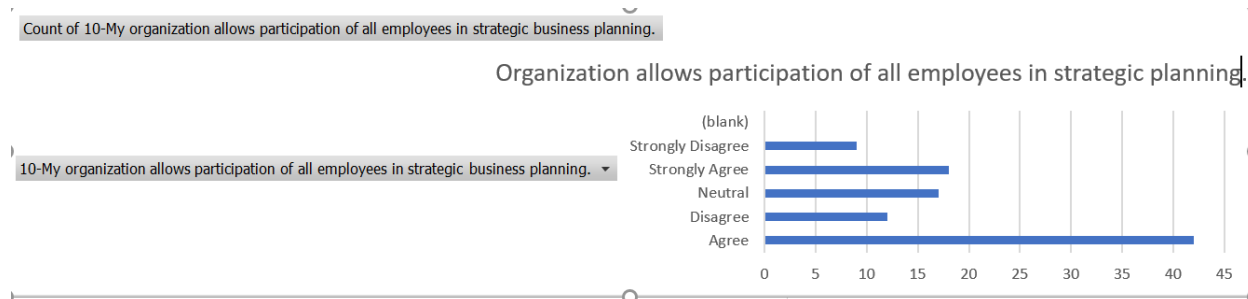 Count of 10-My organization allows participation of all employees in strategic business planning.
Organization allows participation of all employees in strategic planning.
(blank)
Strongly Disagree
10-My organization allows participation of all employees in strategic business planning.
Strongly Agree
Neutral
Disagree
Agree
0 5 10 15 20 25 30 35 40 45